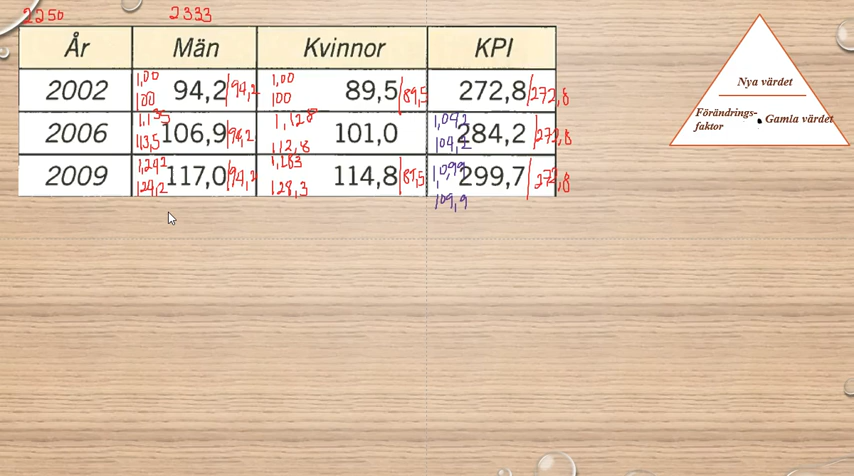 2250 2333
År Män Kvinnor KPI
1,00 1,00
2002 100 94,2/94,2 100 89,5/89,5 272,8/272,8
1,135 1,128 1,042
2006 113,5 106,9/94,2 112,8 101,0 104,2 284,2/272,8
1,242 1,283 1,099
2009 124,2 117,0/94,2 128,3 114,8/89,5 109,9 299,7/272,8
Nya värdet
Förändrings-
faktor • Gamla värdet